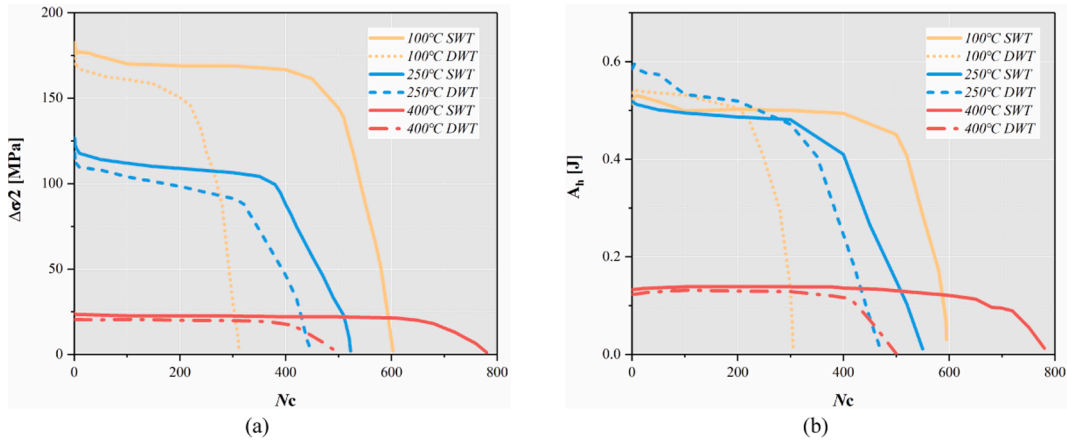 200
150
100
50
0
Δσ/2 [MPa]
100℃ SWT
100℃ DWT
250℃ SWT
250℃ DWT
400℃ SWT
400℃ DWT
0 200 400 600 800
Nc
(a)
0.6
0.4
0.2
0.0
Ah [J]
100℃ SWT
100℃ DWT
250℃ SWT
250℃ DWT
400℃ SWT
400℃ DWT
0 200 400 600 800
Nc
(b)